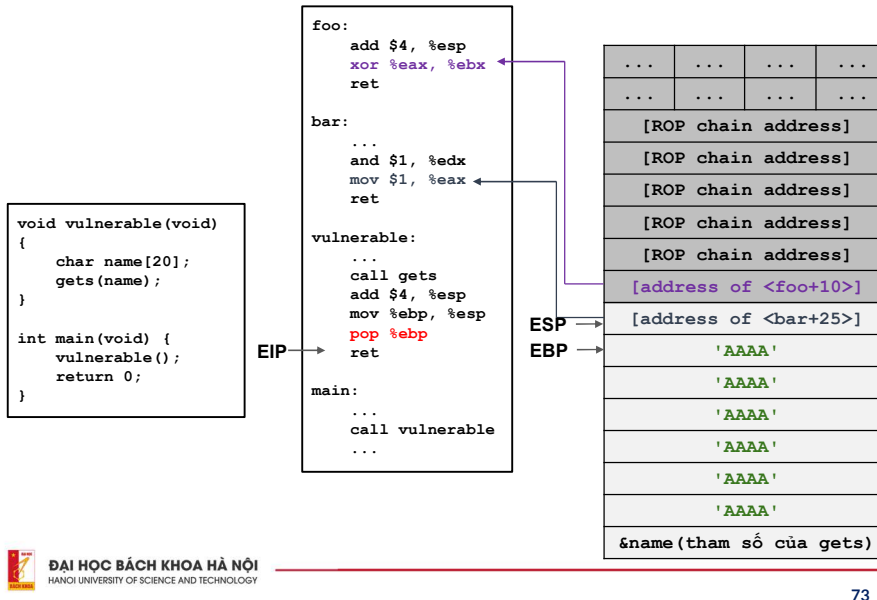 void vulnerable(void)
{
char name[20];
gets(name);
}
int main(void) {
vulnerable();
return 0;
}
foo:
add $4, %esp
xor %eax, %ebx
ret
bar:
...
and $1, %edx
mov $1, %eax
ret
vulnerable:
...
call gets
add $4, %esp
mov %ebp, %esp
pop %ebp
ret
main:
...
call vulnerable
...
EIP
ESP
EBP
... ... ... ...
... ... ... ...
[ROP chain address]
[ROP chain address]
[ROP chain address]
[ROP chain address]
[ROP chain address]
[address of <foo+10>]
[address of <bar+25>]
'AAAA'
'AAAA'
'AAAA'
'AAAA'
'AAAA'
'AAAA'
&name(tham số của gets)
ĐẠI HỌC BÁCH KHOA HÀ NỘI
HANOI UNIVERSITY OF SCIENCE AND TECHNOLOGY
73